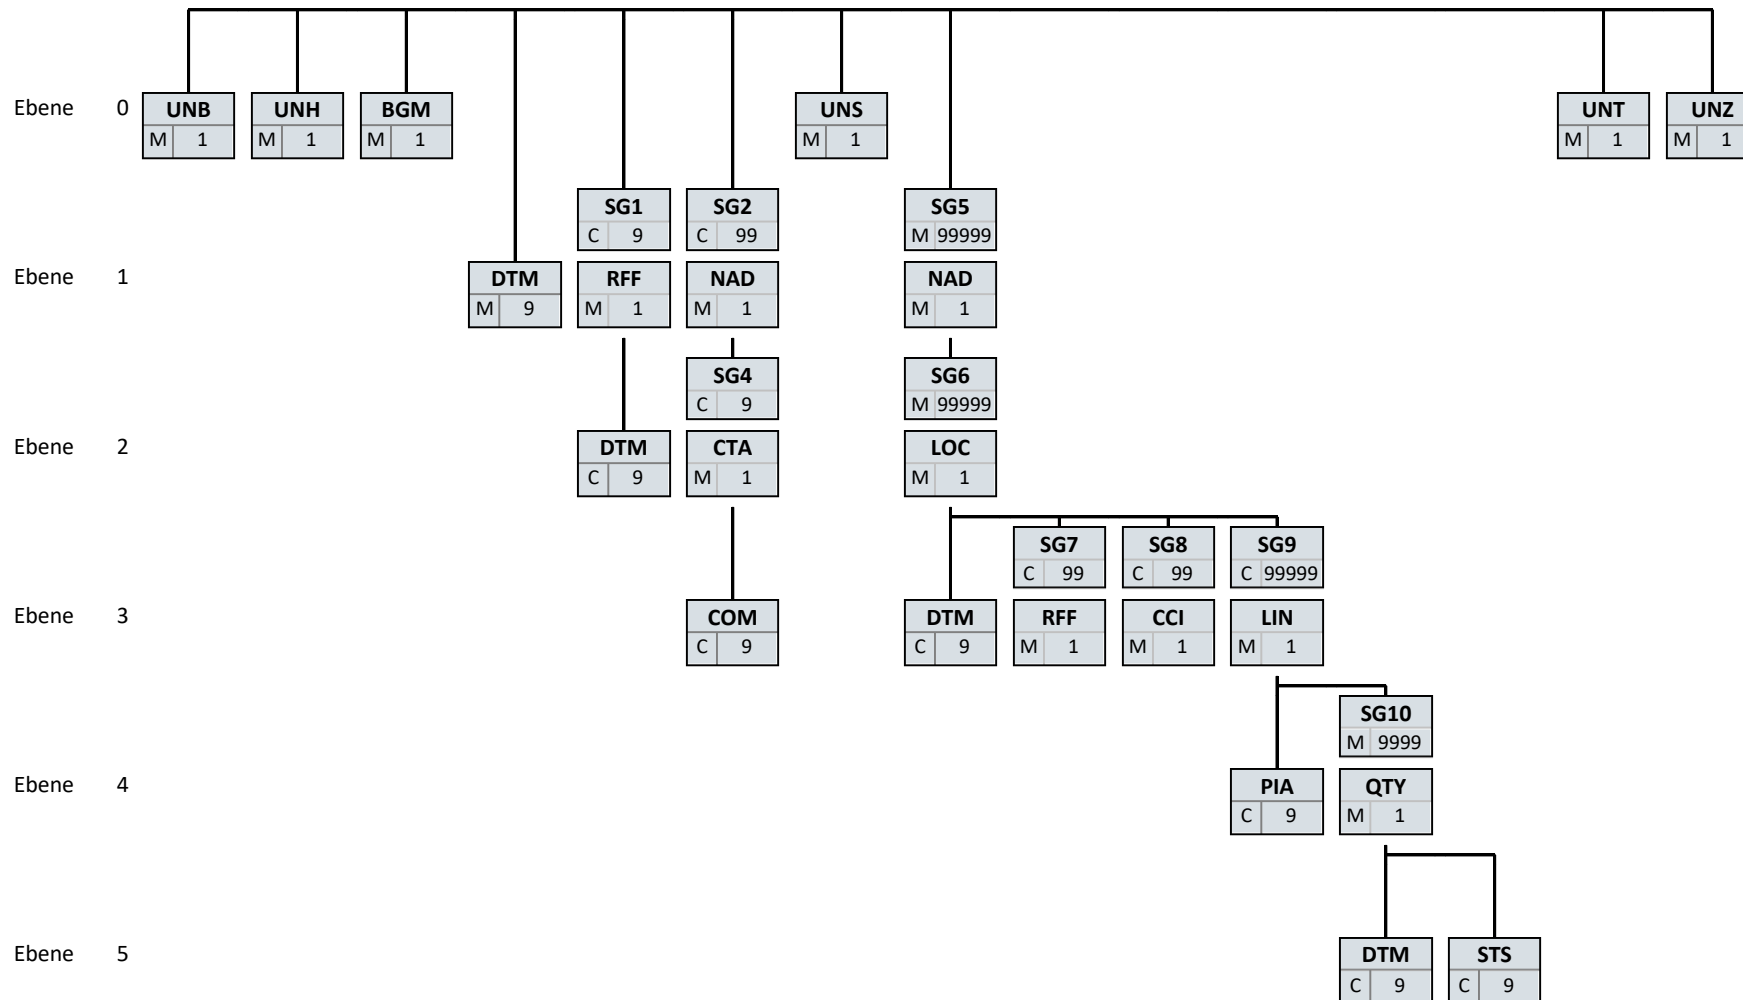 Ebene 0 UNB UNH BGM UNS UNT UNZ
M 1 M 1 M 1 M 1 M 1 M 1
SG1 SG2 SG5
C 9 C 99 M 99999
Ebene 1 DTM RFF NAD NAD
M 9 M 1 M 1 M 1
SG4 SG6
C 9 M 99999
Ebene 2 DTM CTA LOC
C 9 M 1 M 1
SG7 SG8 SG9
C 99 C 99 C 99999
Ebene 3 COM DTM RFF CCI LIN
C 9 C 9 M 1 M 1 M 1
SG10
M 9999
Ebene 4 PIA QTY
C 9 M 1
Ebene 5 DTM STS
C 9 C 9